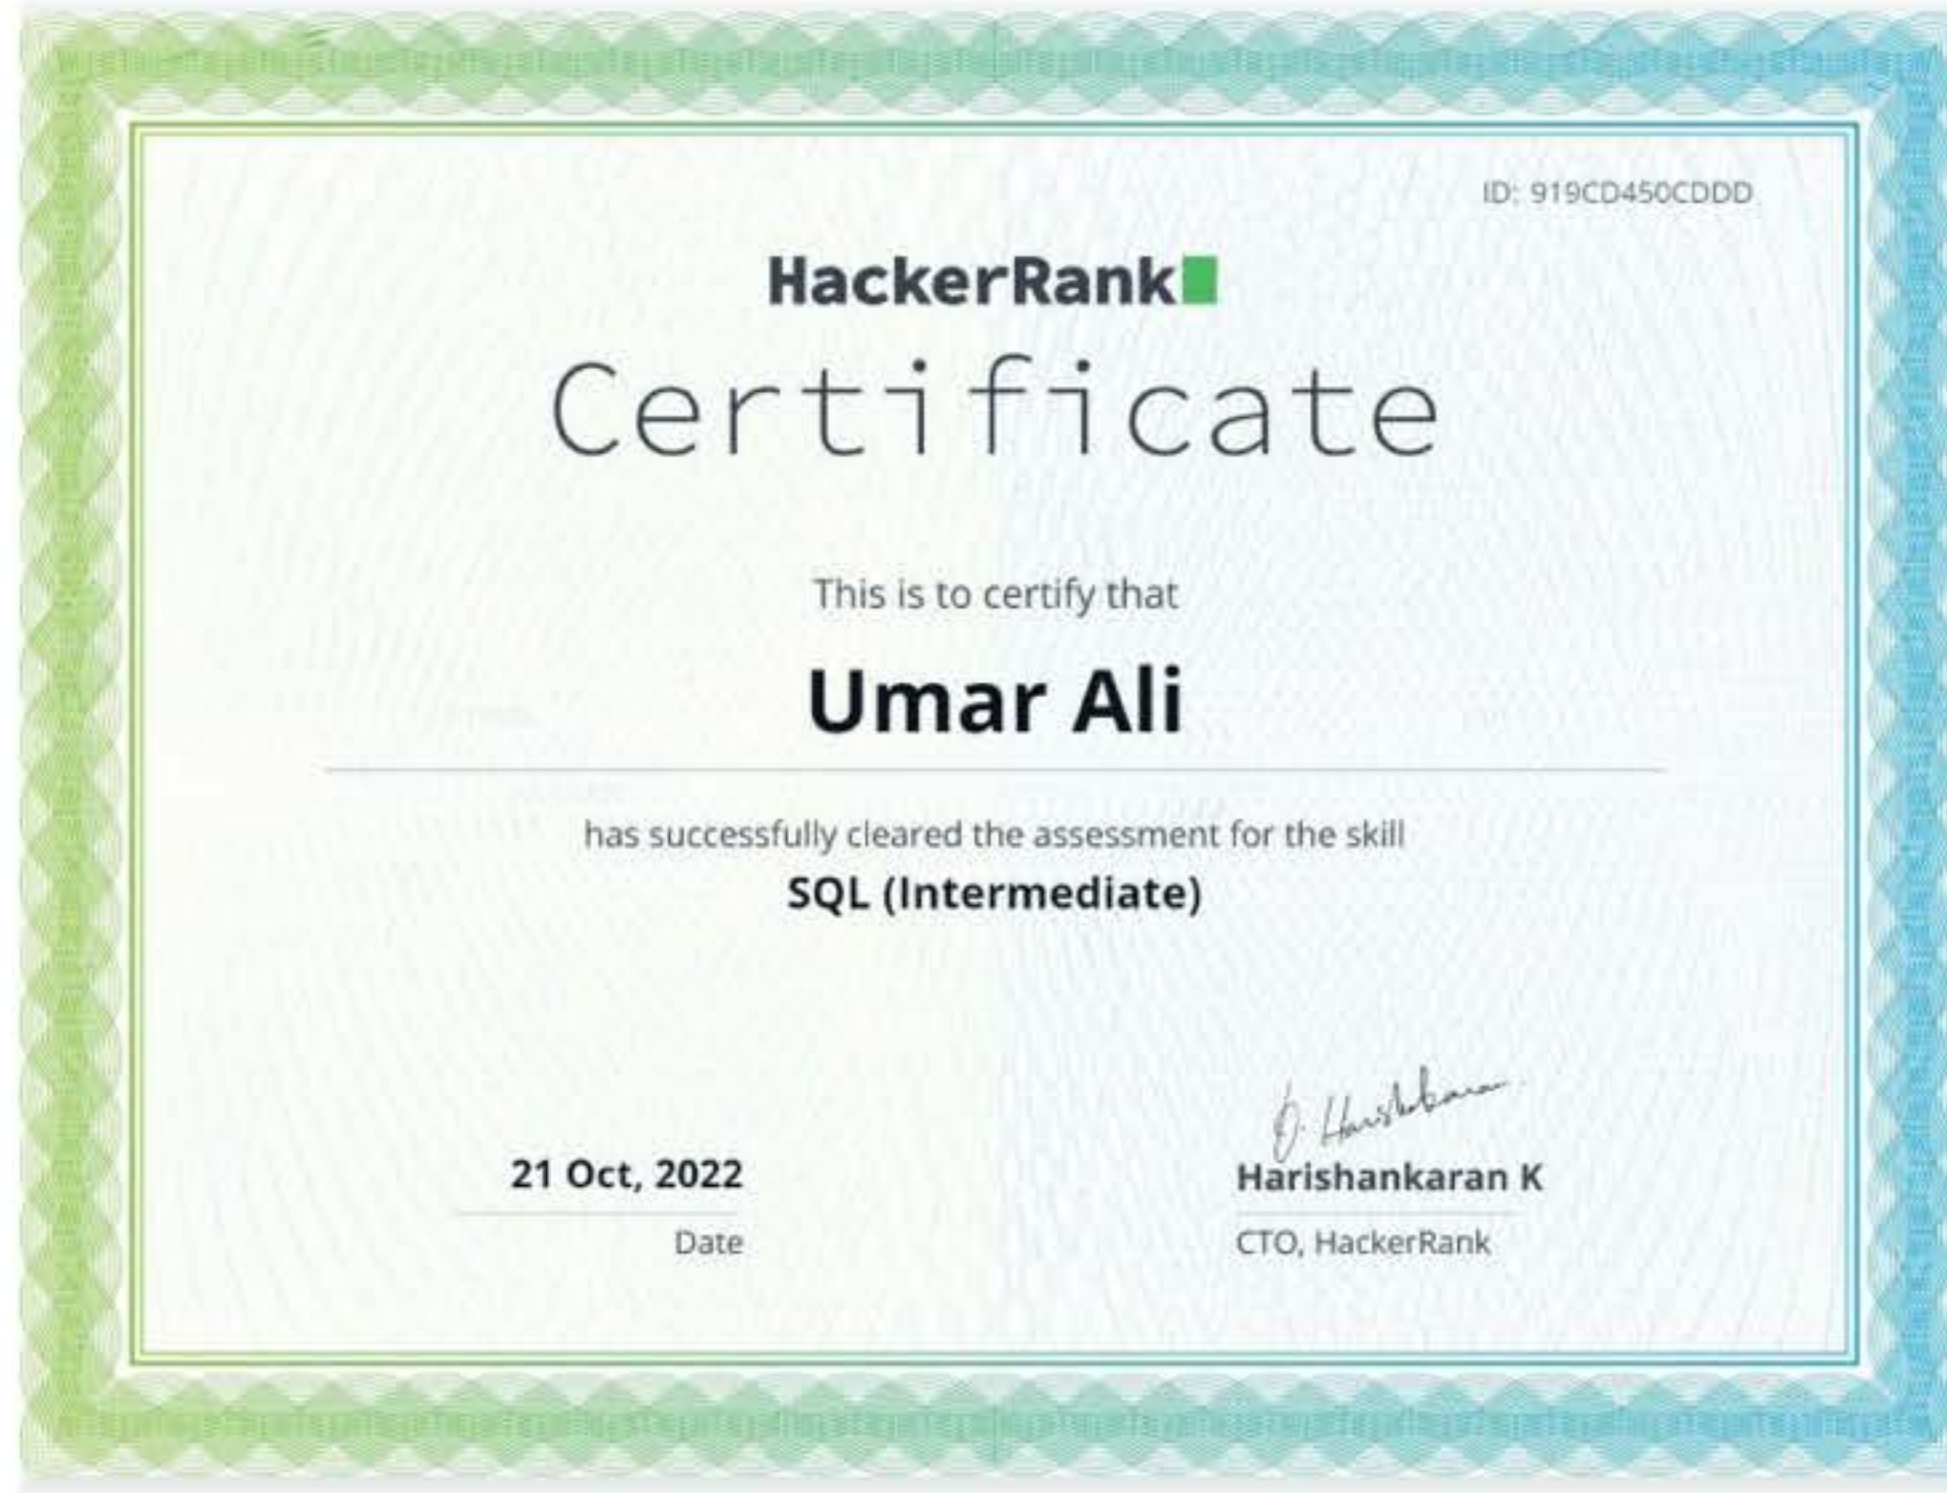 ID: 919CD450CDDD
HackerRank
Certificate
This is to certify that
Umar Ali
has successfully cleared the assessment for the skill
SQL (Intermediate)
21 Oct, 2022
Date
Harishankaran K
CTO, HackerRank